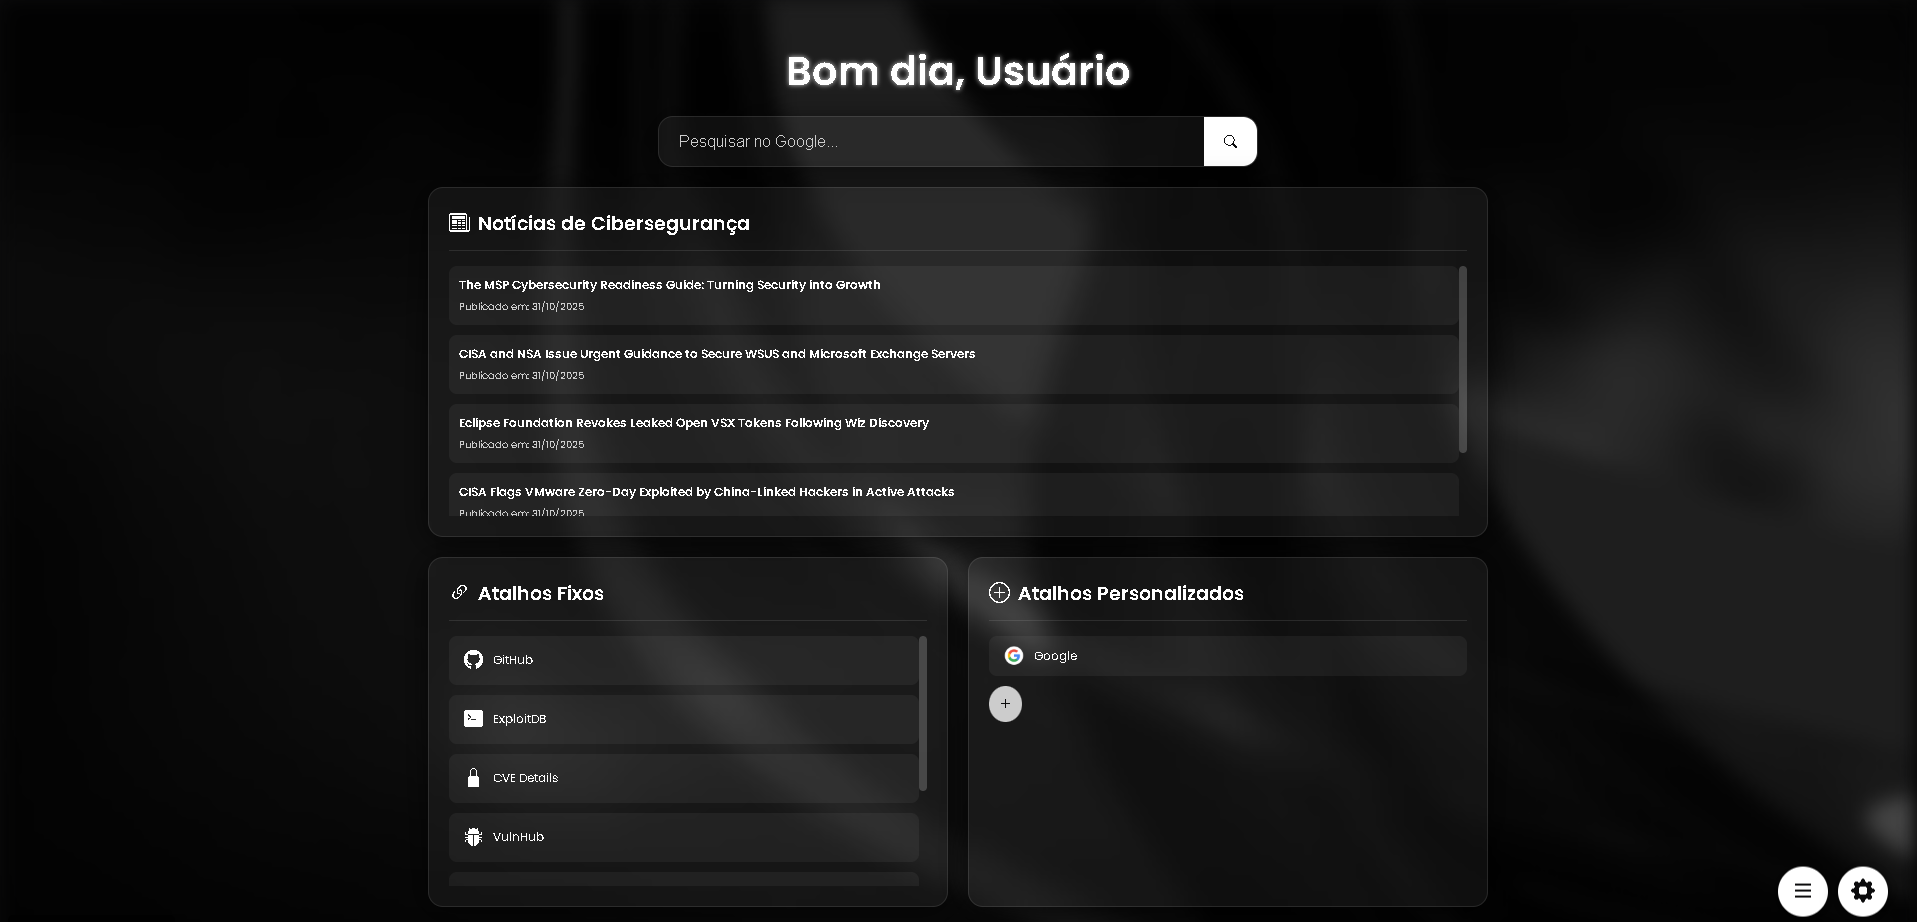 Bom dia, Usuário
Pesquisar no Google...
Notícias de Cibersegurança
The MSP Cybersecurity Readiness Guide: Turning Security into Growth
Publicado em: 31/10/2025
CISA and NSA Issue Urgent Guidance to Secure WSUS and Microsoft Exchange Servers
Publicado em: 31/10/2025
Eclipse Foundation Revokes Leaked Open VSX Tokens Following Wiz Discovery
Publicado em: 31/10/2025
CISA Flags VMware Zero-Day Exploited by China-Linked Hackers in Active Attacks
Publicado em: 31/10/2025
Atalhos Fixos
GitHub
ExploitDB
CVE Details
VulnHub
Atalhos Personalizados
Google
+